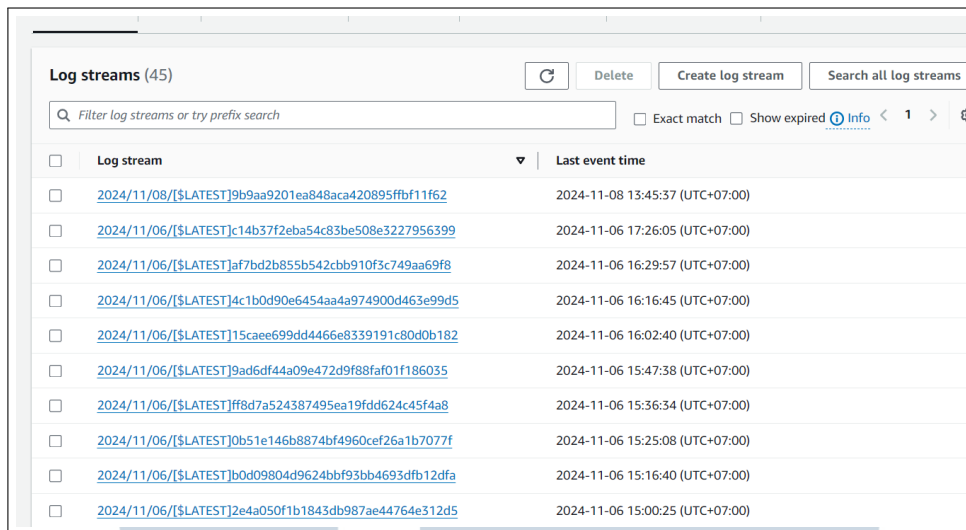 Log streams (45)
Delete
Create log stream
Search all log streams
Filter log streams or try prefix search
Exact match
Show expired
Info
1
Log stream
Last event time
2024/11/08/[$LATEST]9b9aa9201ea848aca420895ffbf11f62 2024-11-08 13:45:37 (UTC+07:00)
2024/11/06/[$LATEST]c14b37f2eba54c83be508e3227956399 2024-11-06 17:26:05 (UTC+07:00)
2024/11/06/[$LATEST]af7bd2b855b542cbb910f3c749aa69f8 2024-11-06 16:29:57 (UTC+07:00)
2024/11/06/[$LATEST]4c1b0d90e6454aa4a974900d463e99d5 2024-11-06 16:16:45 (UTC+07:00)
2024/11/06/[$LATEST]15caee699dd4466e8339191c80d0b182 2024-11-06 16:02:40 (UTC+07:00)
2024/11/06/[$LATEST]9ad6df44a09e472d9f88faf01f186035 2024-11-06 15:47:38 (UTC+07:00)
2024/11/06/[$LATEST]ff8d7a524387495ea19fdd624c45f4a8 2024-11-06 15:36:34 (UTC+07:00)
2024/11/06/[$LATEST]0b51e146b8874bf4960cef26a1b7077f 2024-11-06 15:25:08 (UTC+07:00)
2024/11/06/[$LATEST]b0d09804d9624bbf93bb4693dfb12dfa 2024-11-06 15:16:40 (UTC+07:00)
2024/11/06/[$LATEST]2e4a050f1b1843db987ae44764e312d5 2024-11-06 15:00:25 (UTC+07:00)